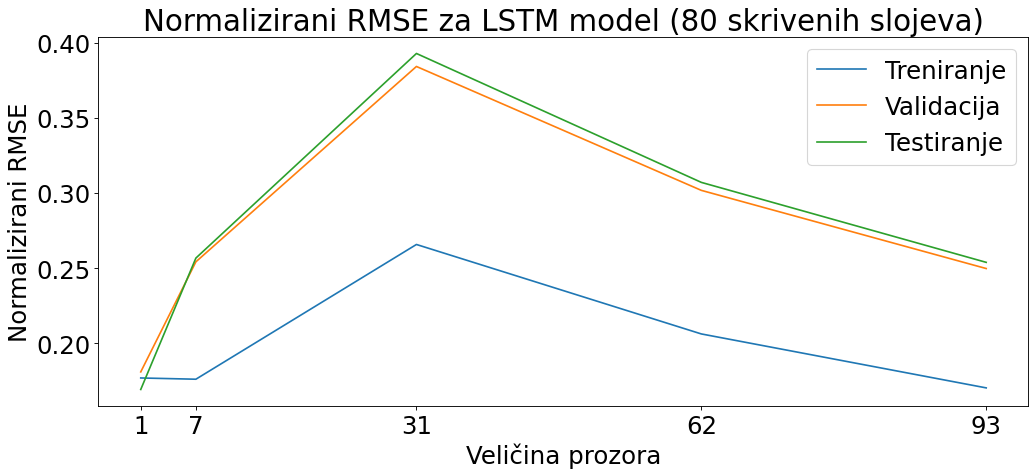 Normalizirani RMSE za LSTM model (80 skrivenih slojeva)
Normalizirani RMSE
0.40
0.35
0.30
0.25
0.20
Treniranje
Validacija
Testiranje
1 7 31 62 93
Veličina prozora